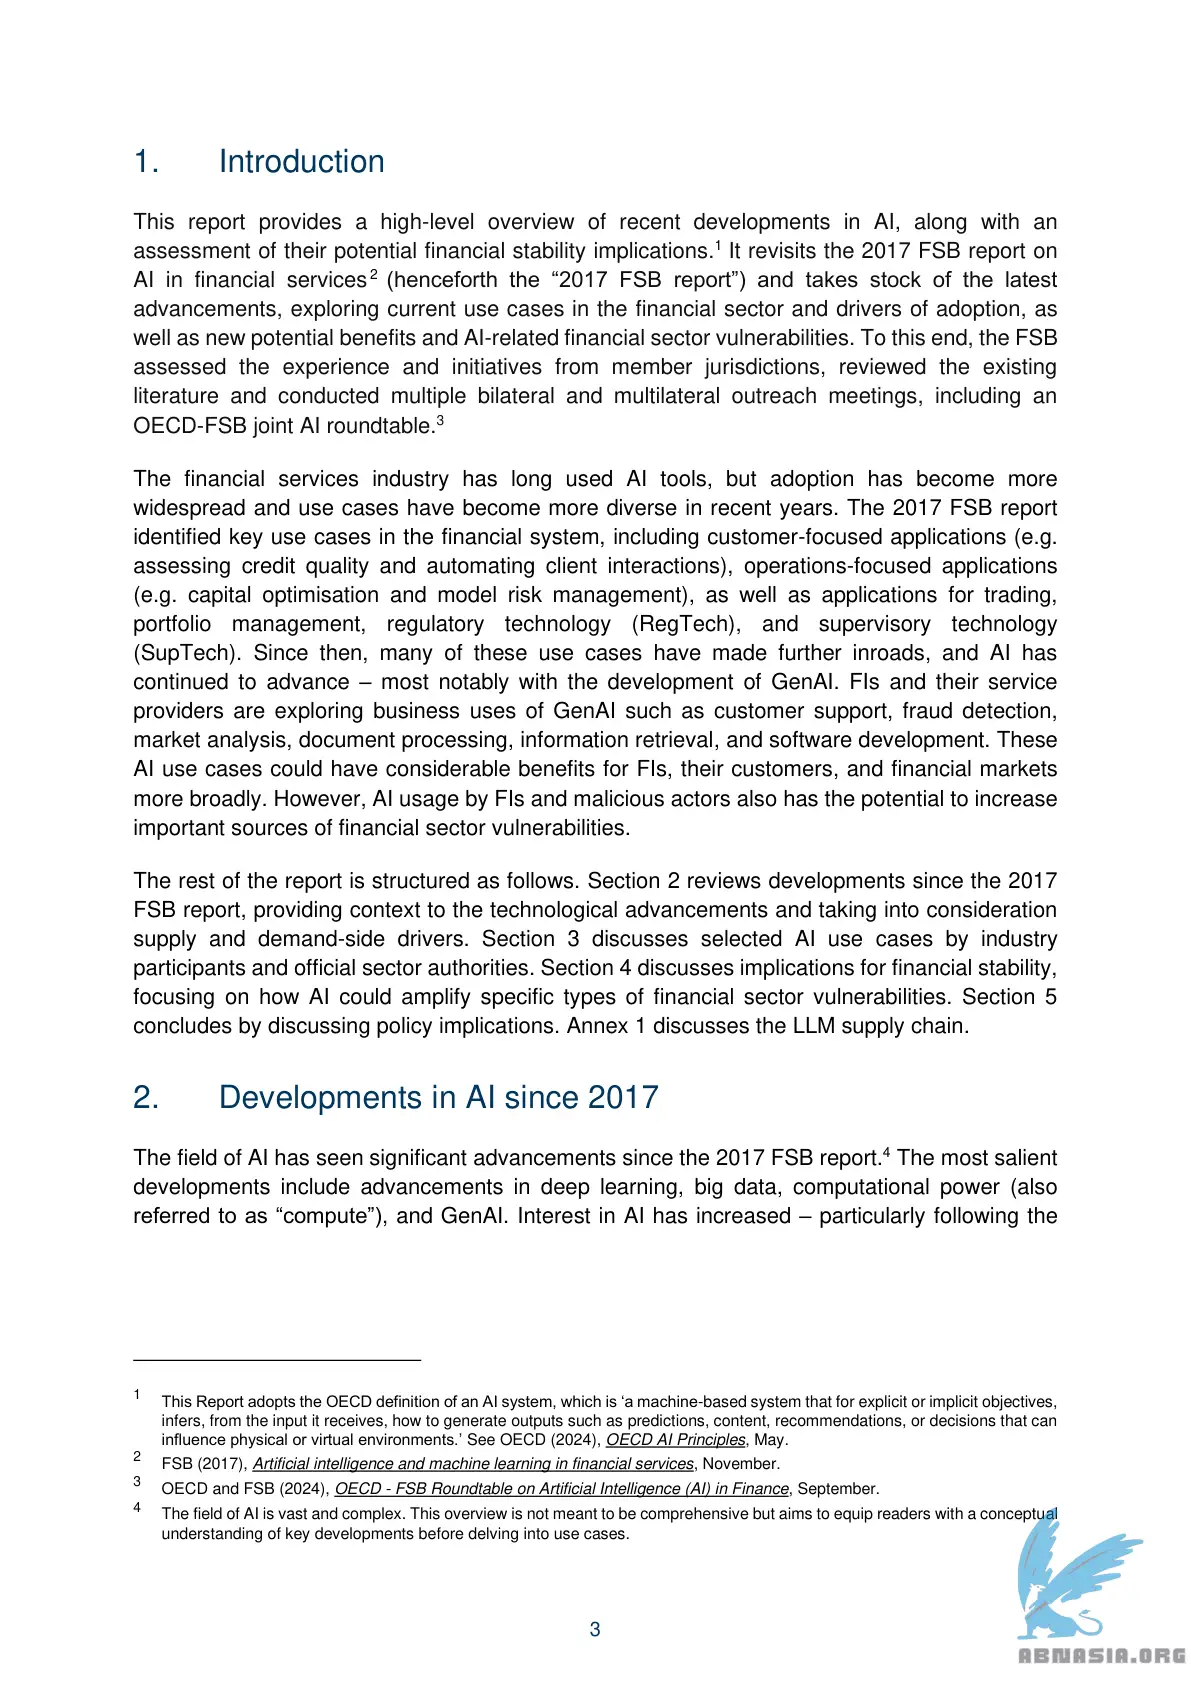 1. Introduction
This report provides a high-level overview of recent developments in AI, along with an
assessment of their potential financial stability implications.1 It revisits the 2017 FSB report on
AI in financial services2 (henceforth the “2017 FSB report”) and takes stock of the latest
advancements, exploring current use cases in the financial sector and drivers of adoption, as
well as new potential benefits and AI-related financial sector vulnerabilities. To this end, the FSB
assessed the experience and initiatives from member jurisdictions, reviewed the existing
literature and conducted multiple bilateral and multilateral outreach meetings, including an
OECD-FSB joint AI roundtable.3
The financial services industry has long used AI tools, but adoption has become more
widespread and use cases have become more diverse in recent years. The 2017 FSB report
identified key use cases in the financial system, including customer-focused applications (e.g.
assessing credit quality and automating client interactions), operations-focused applications
(e.g. capital optimisation and model risk management), as well as applications for trading,
portfolio management, regulatory technology (RegTech), and supervisory technology
(SupTech). Since then, many of these use cases have made further inroads, and AI has
continued to advance – most notably with the development of GenAI. FIs and their service
providers are exploring business uses of GenAI such as customer support, fraud detection,
market analysis, document processing, information retrieval, and software development. These
AI use cases could have considerable benefits for FIs, their customers, and financial markets
more broadly. However, AI usage by FIs and malicious actors also has the potential to increase
important sources of financial sector vulnerabilities.
The rest of the report is structured as follows. Section 2 reviews developments since the 2017
FSB report, providing context to the technological advancements and taking into consideration
supply and demand-side drivers. Section 3 discusses selected AI use cases by industry
participants and official sector authorities. Section 4 discusses implications for financial stability,
focusing on how AI could amplify specific types of financial sector vulnerabilities. Section 5
concludes by discussing policy implications. Annex 1 discusses the LLM supply chain.
2. Developments in AI since 2017
The field of AI has seen significant advancements since the 2017 FSB report.4 The most salient
developments include advancements in deep learning, big data, computational power (also
referred to as “compute”), and GenAI. Interest in AI has increased – particularly following the
1 This Report adopts the OECD definition of an AI system, which is ‘a machine-based system that for explicit or implicit objectives,
infers, from the input it receives, how to generate outputs such as predictions, content, recommendations, or decisions that can
influence physical or virtual environments.’ See OECD (2024), OECD AI Principles, May.
2 FSB (2017), Artificial intelligence and machine learning in financial services, November.
3 OECD and FSB (2024), OECD - FSB Roundtable on Artificial Intelligence (AI) in Finance, September.
4 The field of AI is vast and complex. This overview is not meant to be comprehensive but aims to equip readers with a conceptual
understanding of key developments before delving into use cases.
3
ABNASIA.ORG